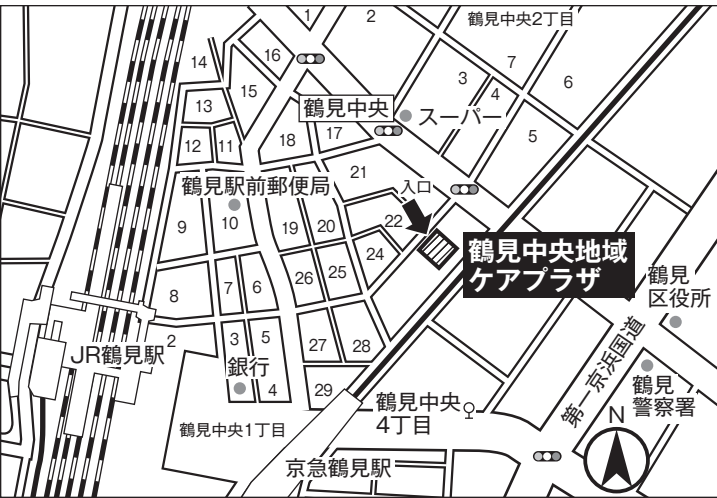 1
2
鶴見中央2丁目
16
7
14
3
6
15
4
13
鶴見中央
スーパー
18
17
5
12
11
21
入口
鶴見駅前郵便局
9
10
19
20
22
24
鶴見中央地域
ケアプラザ
鶴見
区役所
8
7
6
26
25
2
3
5
27
28
JR鶴見駅
銀行
4
29
第一京浜国道
鶴見
警察署
鶴見中央
4丁目
鶴見中央1丁目
N
京急鶴見駅